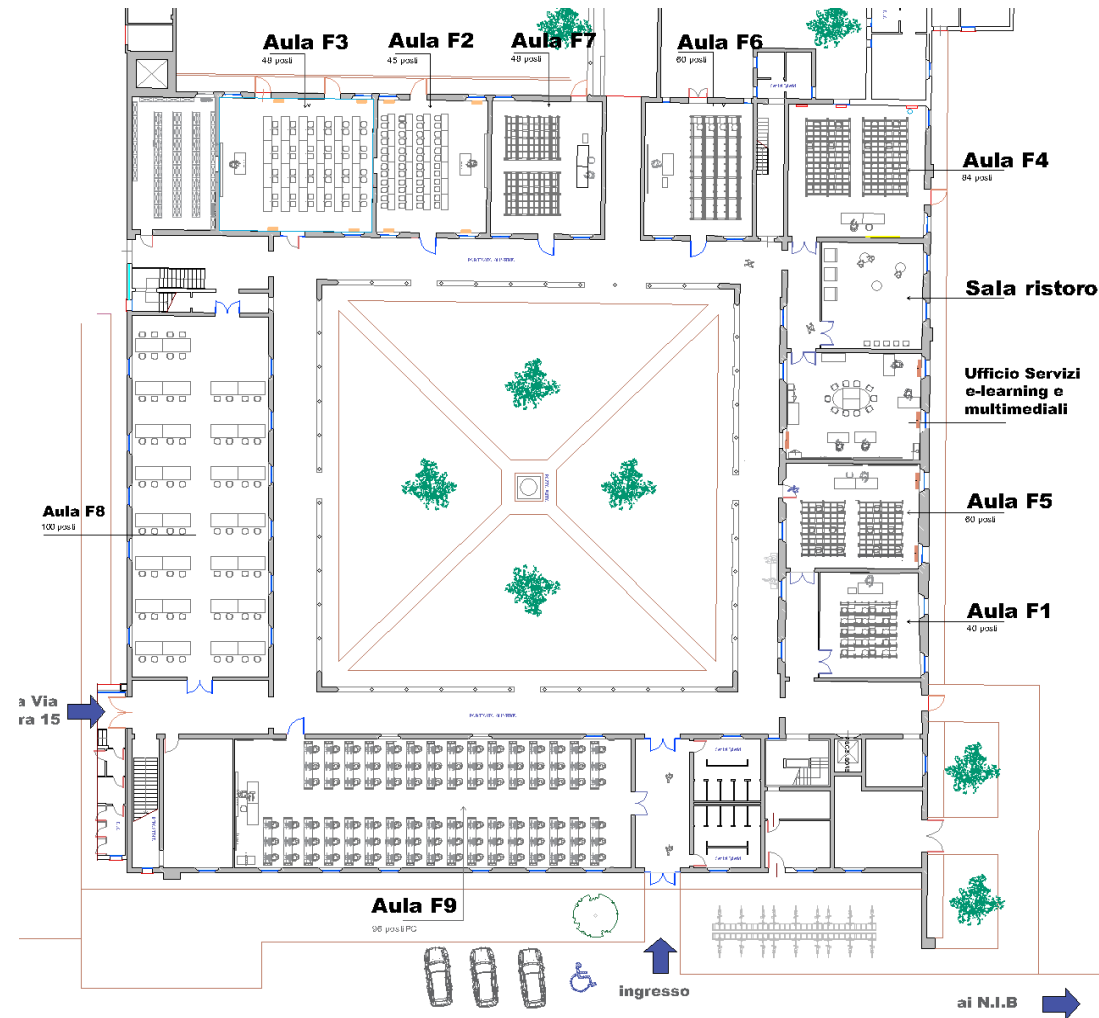 Aula F3
48 posti
Aula F2
45 posti
Aula F7
48 posti
Aula F6
60 posti
Aula F4
84 posti
Sala ristoro
Ufficio Servizi
e-learning e
multimediali
Aula F8
100 posti
Aula F5
60 posti
Aula F1
40 posti
a Via
ra 15
Aula F9
96 posti PC
ingresso
ai N.I.B